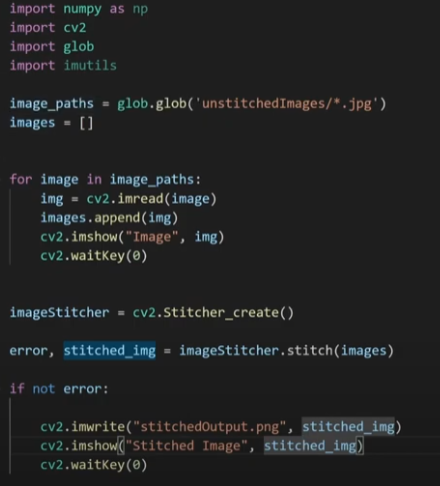 import numpy as np
import cv2
import glob
import imutils
image_paths = glob.glob('unstitchedImages/*.jpg')
images = []
for image in image_paths:
    img = cv2.imread(image)
    images.append(img)
    cv2.imshow("Image", img)
    cv2.waitKey(0)
imageStitcher = cv2.Stitcher_create()
error, stitched_img = imageStitcher.stitch(images)
if not error:
    cv2.imwrite("stitchedOutput.png", stitched_img)
    cv2.imshow("Stitched Image", stitched_img)
    cv2.waitKey(0)